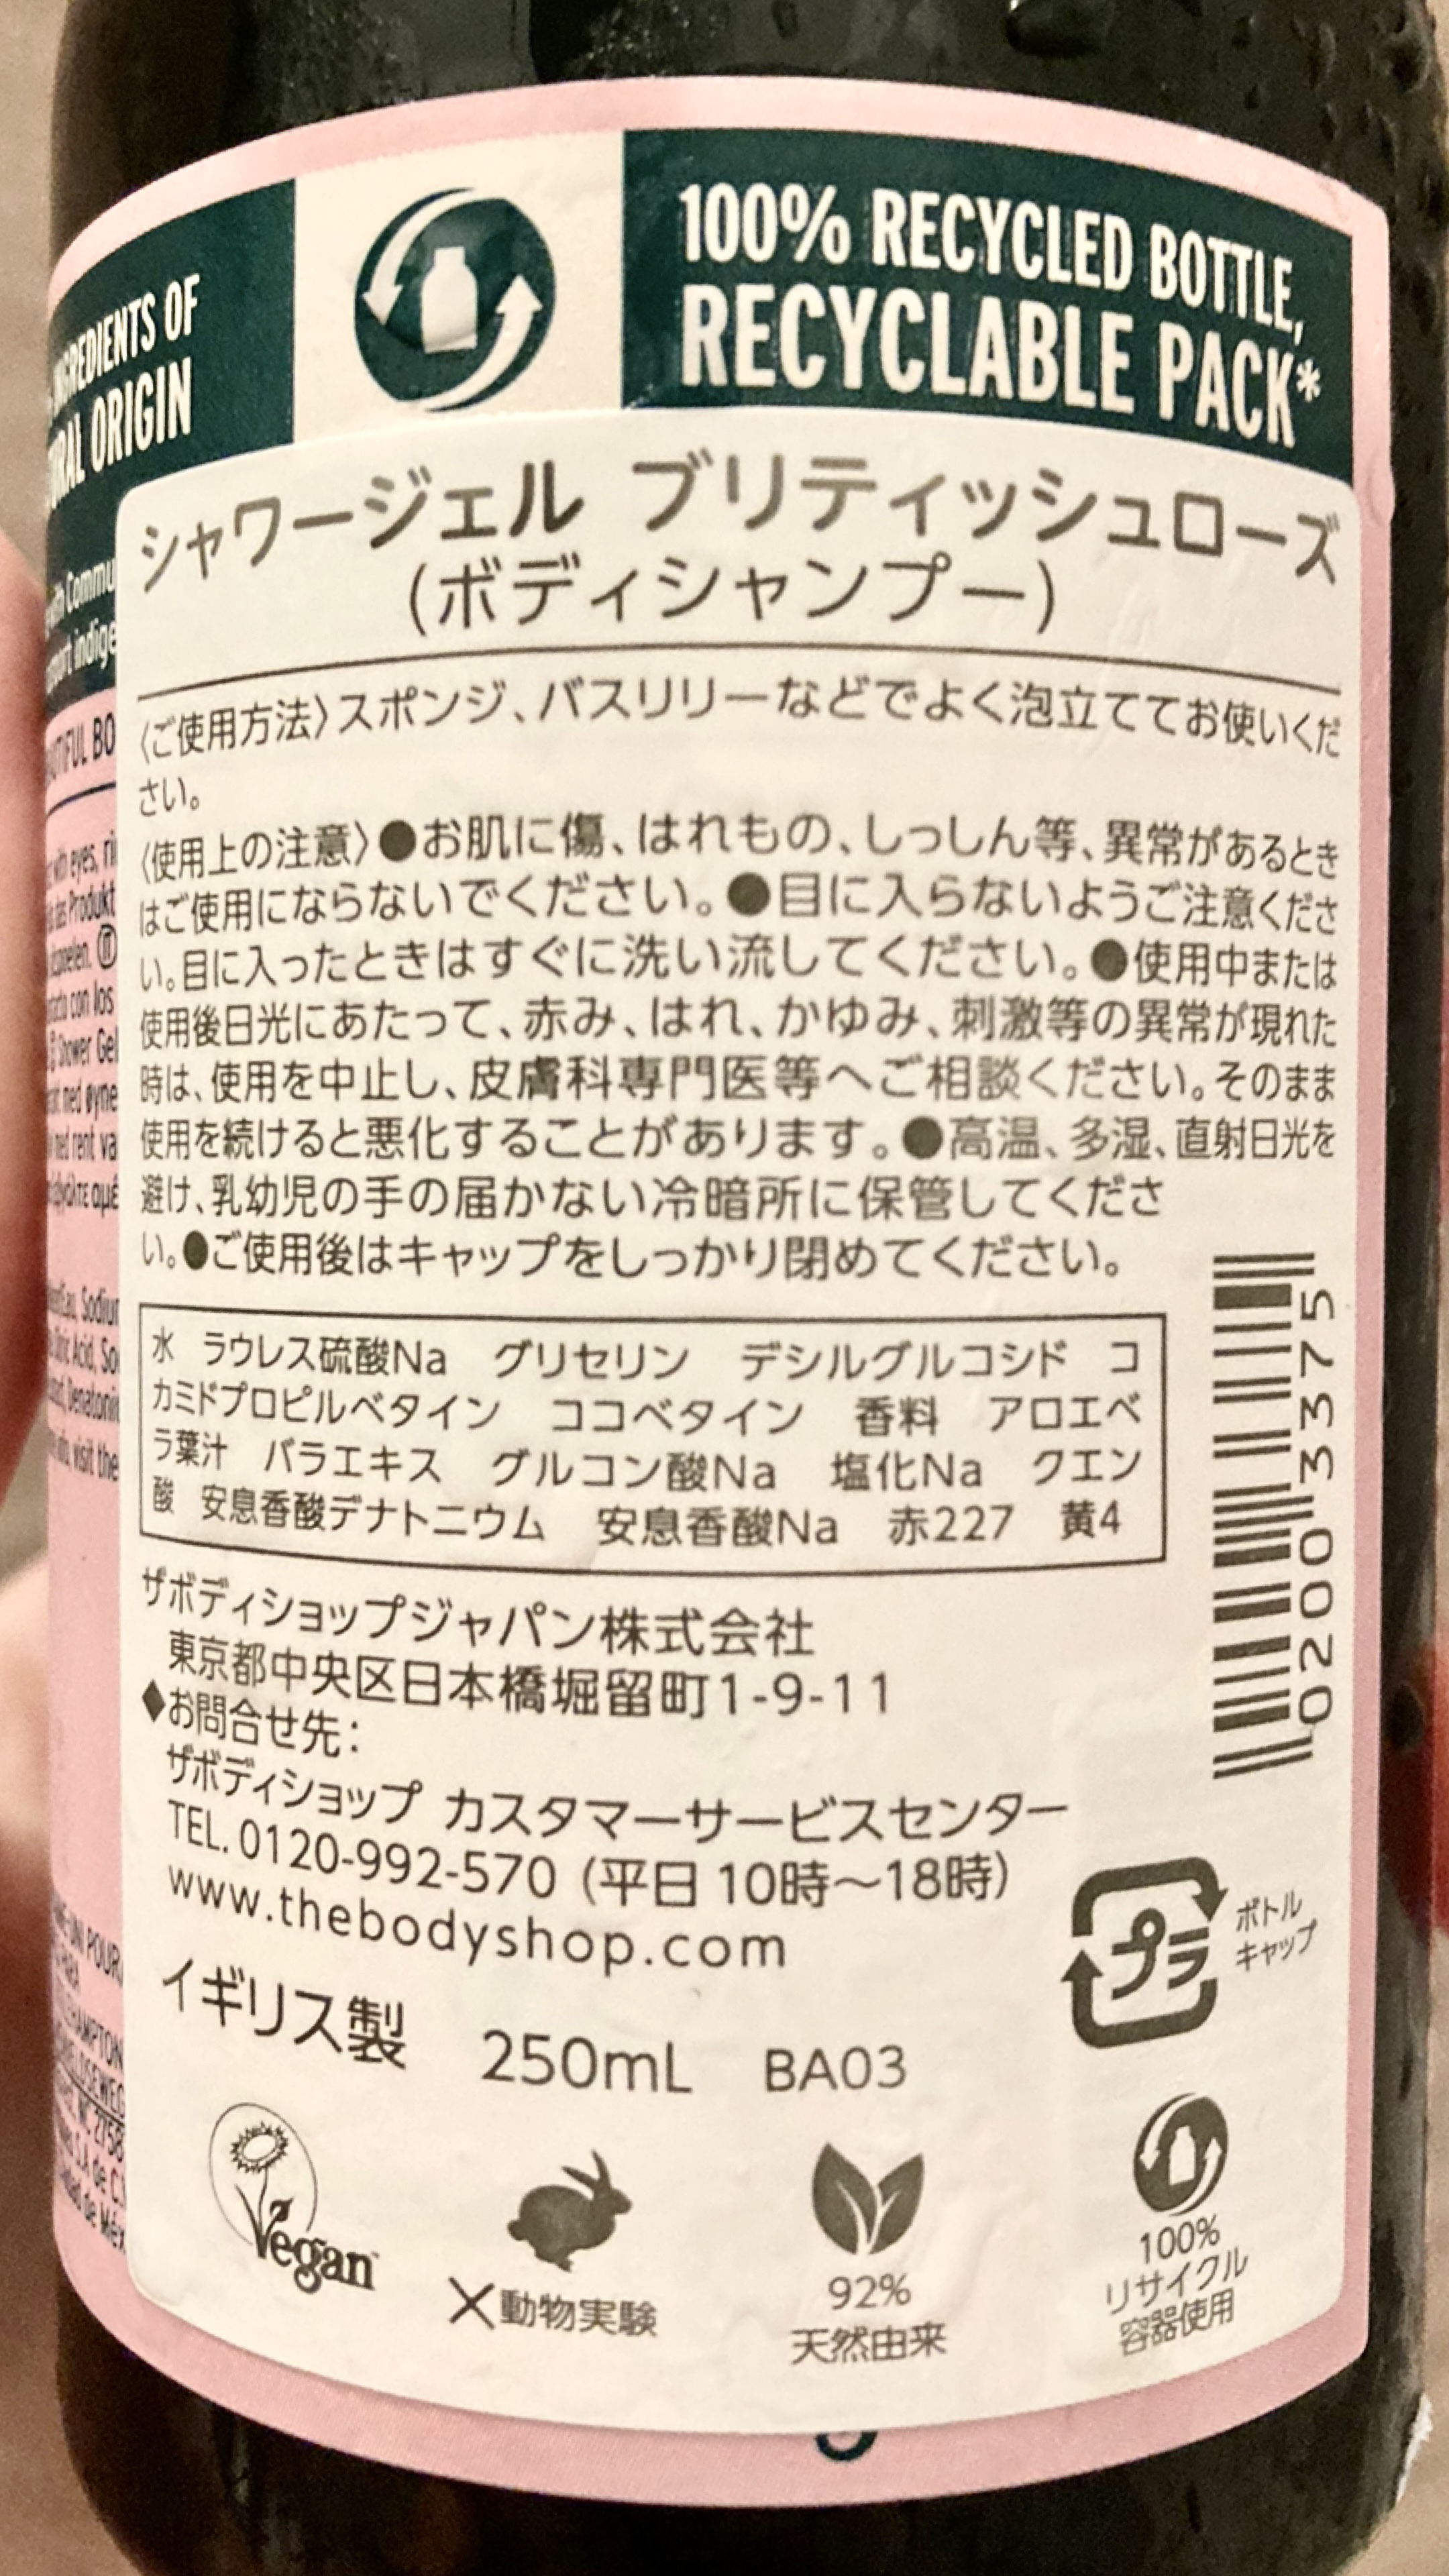 INGREDIENTS OF
ORIGIN
100% RECYCLED BOTTLE,
RECYCLABLE PACK*
シャワージェル ブリティッシュローズ
(ボディシャンプー)
〈ご使用方法〉スポンジ、バスリリーなどでよく泡立ててお使いくだ
さい。
〈使用上の注意〉●お肌に傷、はれもの、しっしん等、異常があるとき
はご使用にならないでください。●目に入らないようご注意くださ
い。目に入ったときはすぐに洗い流してください。●使用中または
使用後日光にあたって、赤み、はれ、かゆみ、刺激等の異常が現れた
時は、使用を中止し、皮膚科専門医等へご相談ください。そのまま
使用を続けると悪化することがあります。●高温、多湿、直射日光を
避け、乳幼児の手の届かない冷暗所に保管してくださ
い。●ご使用後はキャップをしっかり閉めてください。
水 ラウレス硫酸Na グリセリン デシルグルコシド コ
カミドプロピルベタイン ココベタイン 香料 アロエベ
ラ葉汁 バラエキス グルコン酸Na 塩化Na クエン
酸 安息香酸デナトニウム 安息香酸Na 赤227 黄4
02003375
ザボディショップジャパン株式会社
東京都中央区日本橋堀留町1-9-11
◆お問合せ先：
ザボディショップ カスタマーサービスセンター
TEL.0120-992-570 (平日 10時～18時)
www.thebodyshop.com
プラ
ボトル
キャップ
イギリス製 250mL BA03
Vegan
×動物実験
92%
天然由来
100%
リサイクル
容器使用